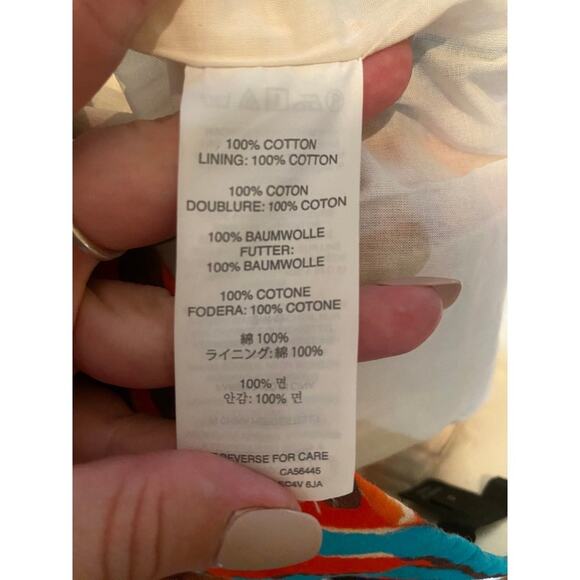 100% COTTON
LINING: 100% COTTON
100% COTON
DOUBLURE: 100% COTON
100% BAUMWOLLE
FUTTER:
100% BAUMWOLLE
100% COTONE
FODERA: 100% COTONE
綿 100%
ライニング:綿 100%
100% 면
안감: 100% 면
REVERSE FOR CARE
CA56445
6JA